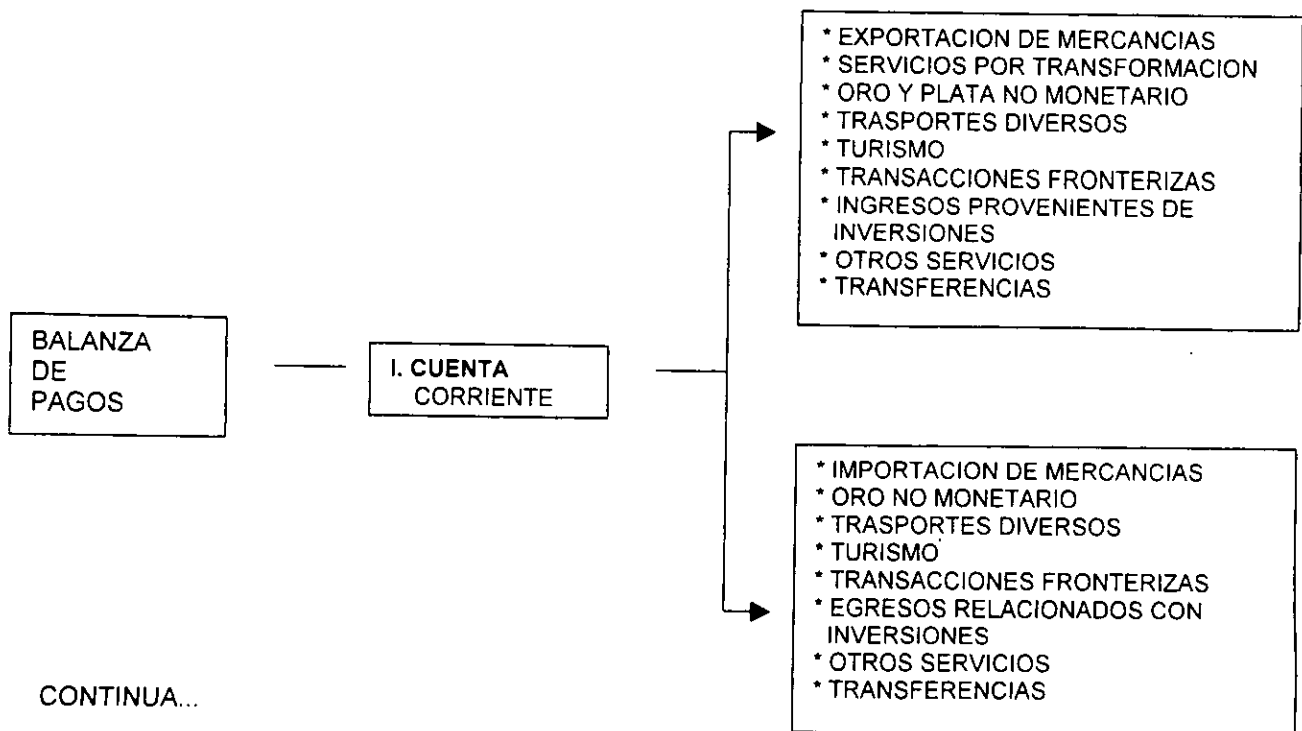 BALANZA
DE
PAGOS
I. CUENTA
CORRIENTE
* EXPORTACION DE MERCANCIAS
* SERVICIOS POR TRANSFORMACION
* ORO Y PLATA NO MONETARIO
* TRASPORTES DIVERSOS
* TURISMO
* TRANSACCIONES FRONTERIZAS
* INGRESOS PROVENIENTES DE
INVERSIONES
* OTROS SERVICIOS
* TRANSFERENCIAS
* IMPORTACION DE MERCANCIAS
* ORO NO MONETARIO
* TRASPORTES DIVERSOS
* TURISMO
* TRANSACCIONES FRONTERIZAS
* EGRESOS RELACIONADOS CON
INVERSIONES
* OTROS SERVICIOS
* TRANSFERENCIAS
CONTINUA...